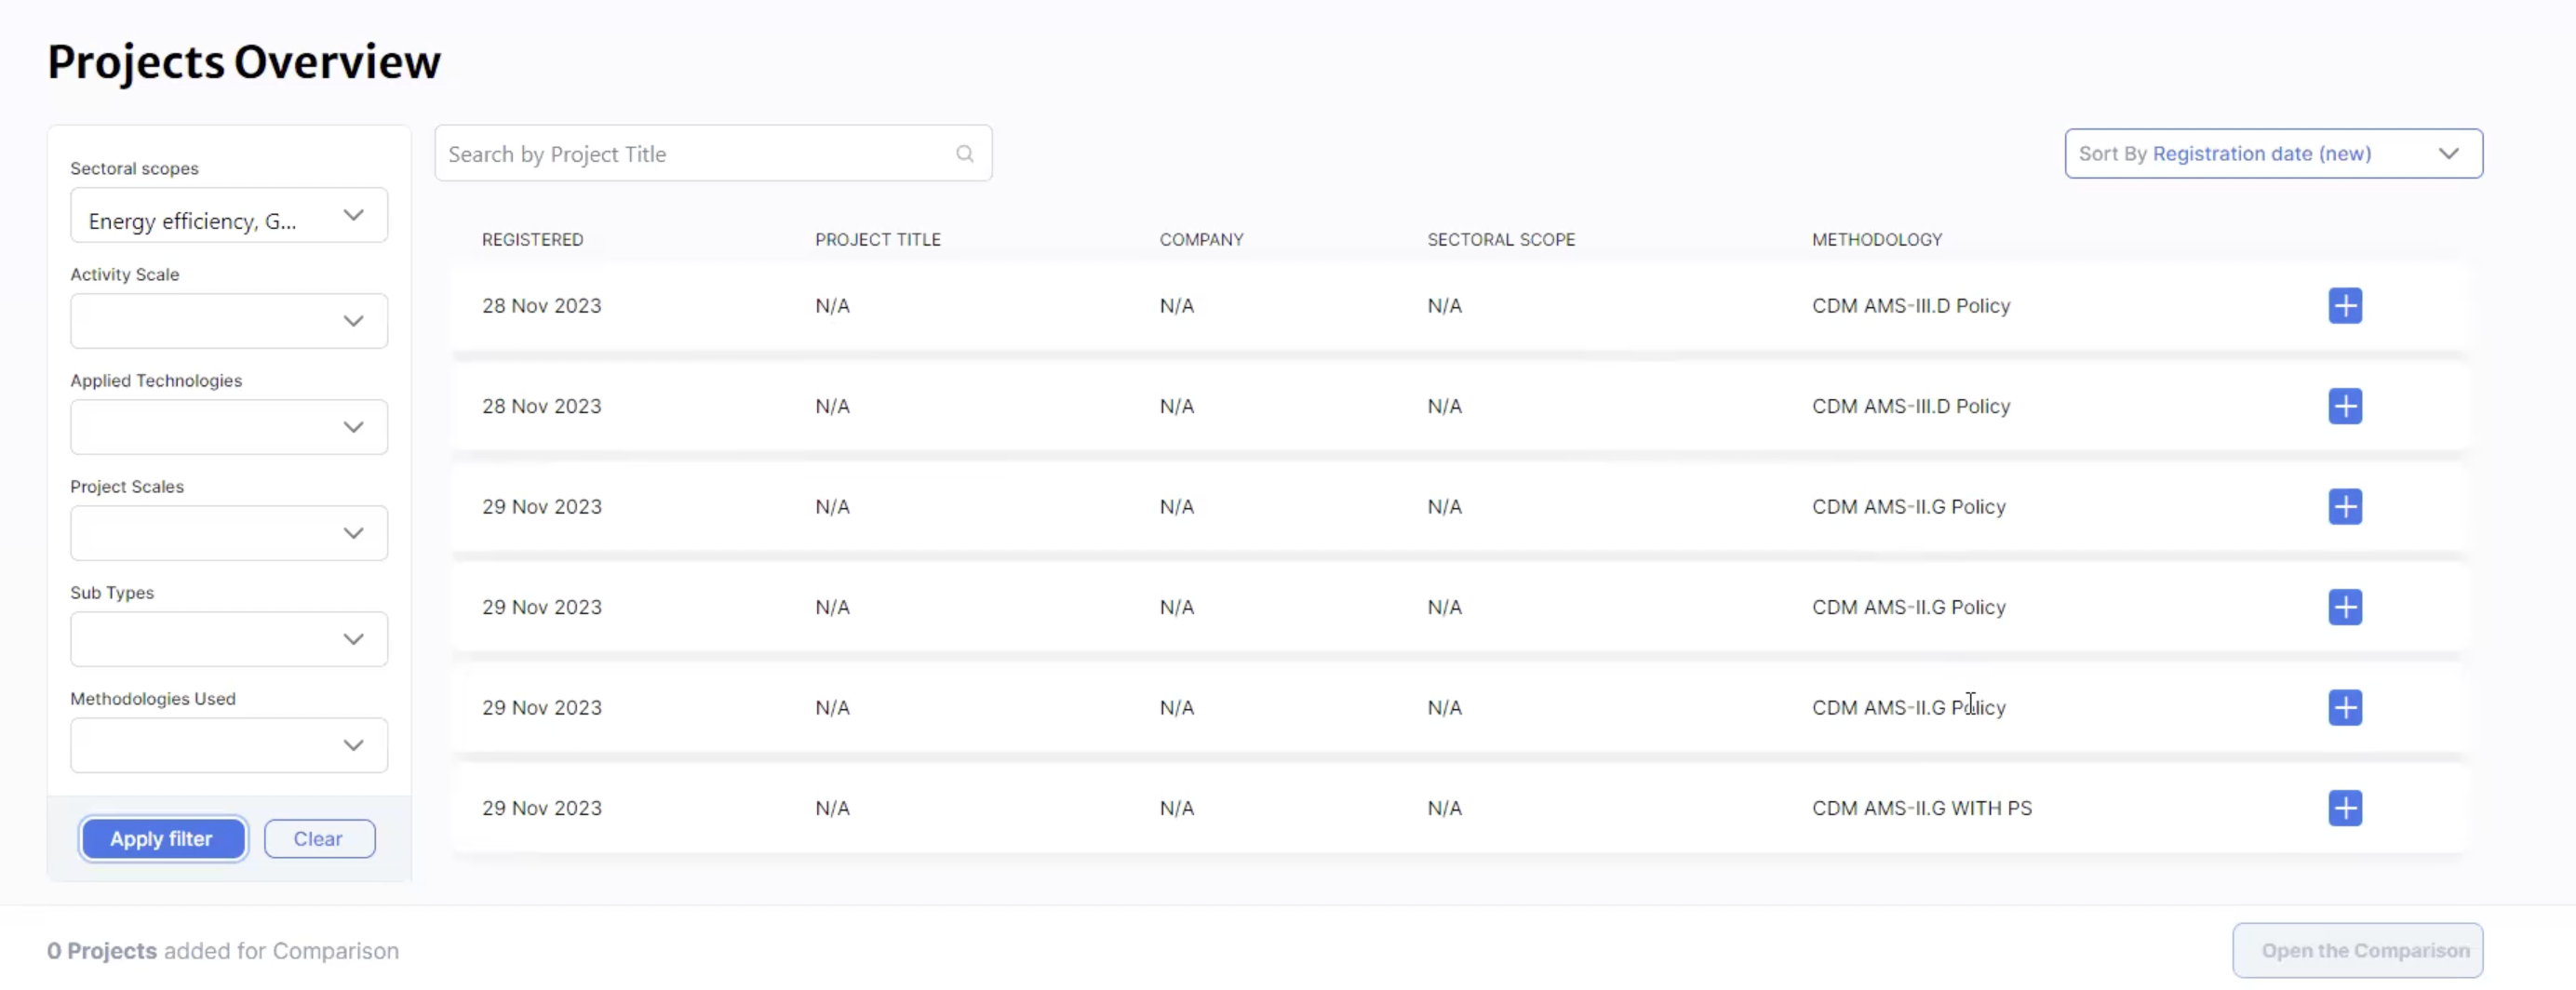 Projects Overview
Sectoral scopes
Energy efficiency, G...
Activity Scale
Applied Technologies
Project Scales
Sub Types
Methodologies Used
Apply filter Clear
Search by Project Title
Sort By Registration date (new)
REGISTERED PROJECT TITLE COMPANY SECTORAL SCOPE METHODOLOGY
28 Nov 2023 N/A N/A N/A CDM AMS-III.D Policy
28 Nov 2023 N/A N/A N/A CDM AMS-III.D Policy
29 Nov 2023 N/A N/A N/A CDM AMS-II.G Policy
29 Nov 2023 N/A N/A N/A CDM AMS-II.G Policy
29 Nov 2023 N/A N/A N/A CDM AMS-II.G Policy
29 Nov 2023 N/A N/A N/A CDM AMS-II.G WITH PS
0 Projects added for Comparison
Open the Comparison